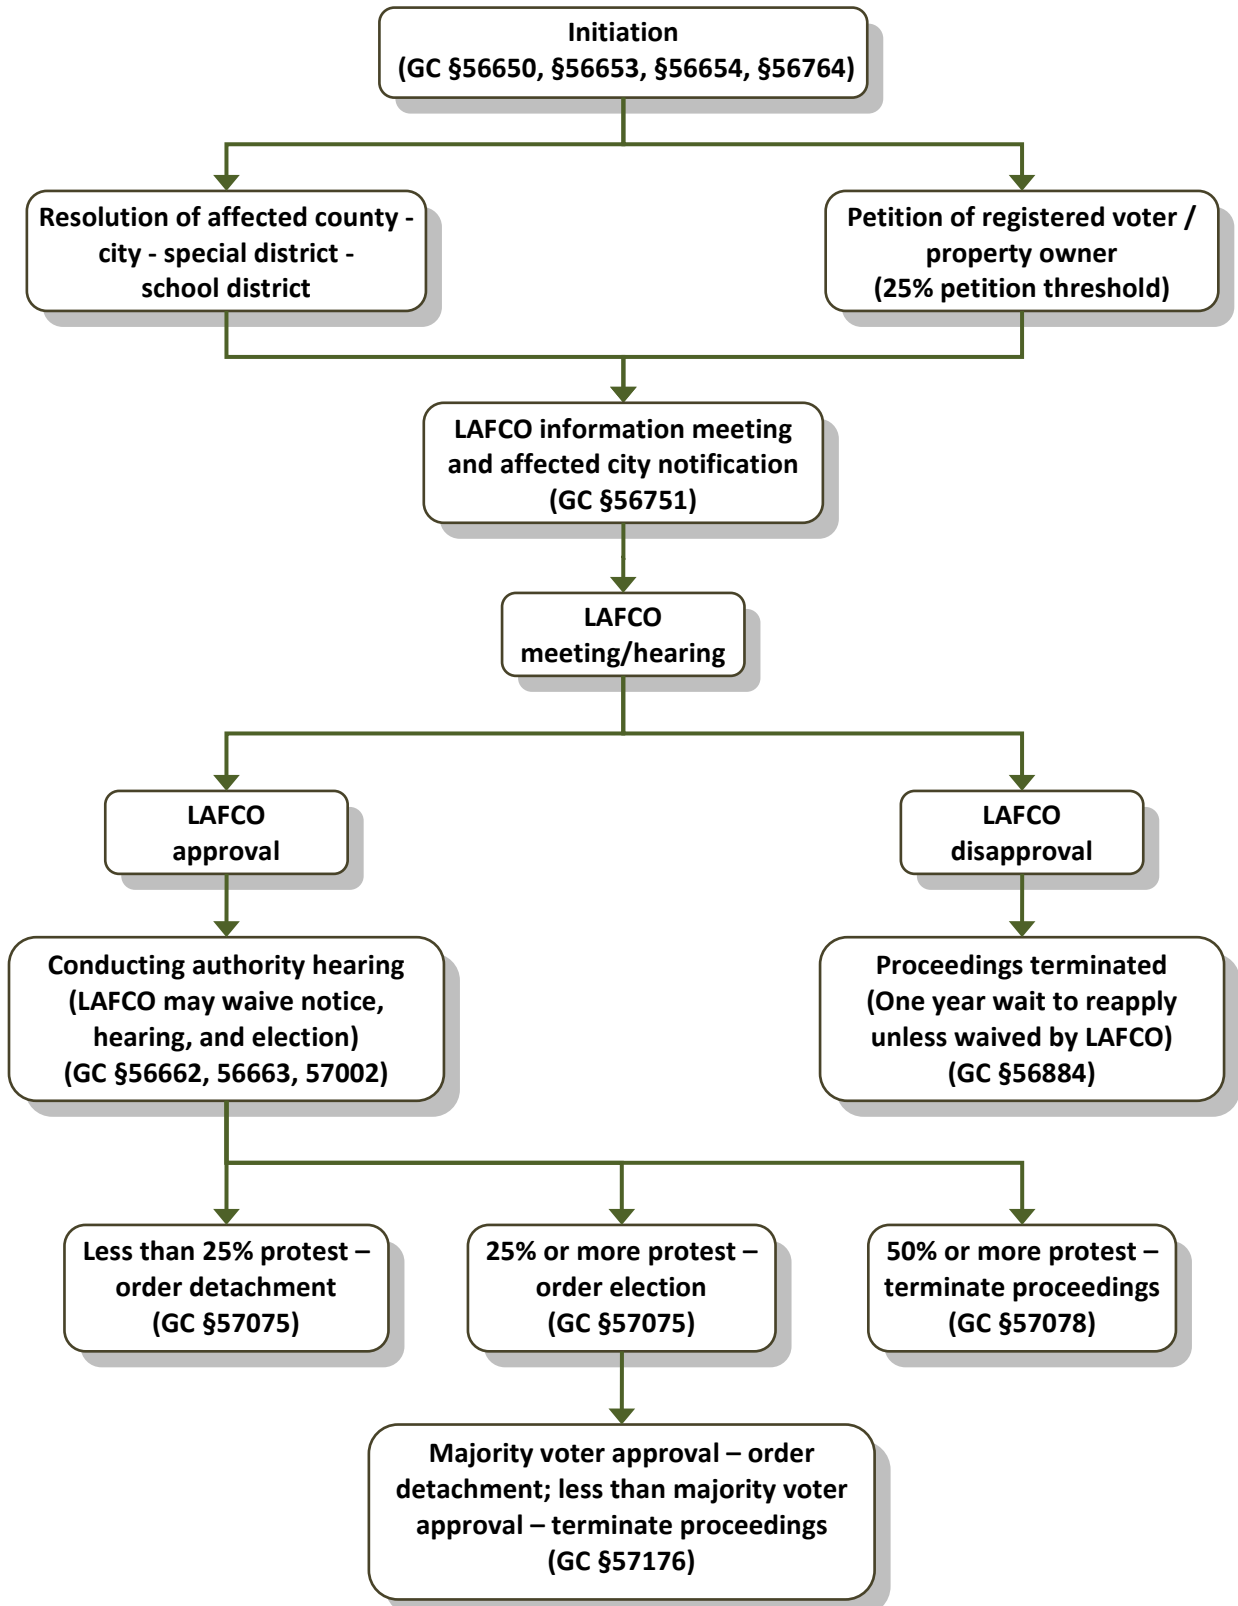 Initiation
(GC §56650, §56653, §56654, §56764)
Resolution of affected county -
city - special district -
school district
Petition of registered voter /
property owner
(25% petition threshold)
LAFCO information meeting
and affected city notification
(GC §56751)
LAFCO
meeting/hearing
LAFCO
approval
LAFCO
disapproval
Conducting authority hearing
(LAFCO may waive notice,
hearing, and election)
(GC §56662, 56663, 57002)
Proceedings terminated
(One year wait to reapply
unless waived by LAFCO)
(GC §56884)
Less than 25% protest –
order detachment
(GC §57075)
25% or more protest –
order election
(GC §57075)
50% or more protest –
terminate proceedings
(GC §57078)
Majority voter approval – order
detachment; less than majority voter
approval – terminate proceedings
(GC §57176)